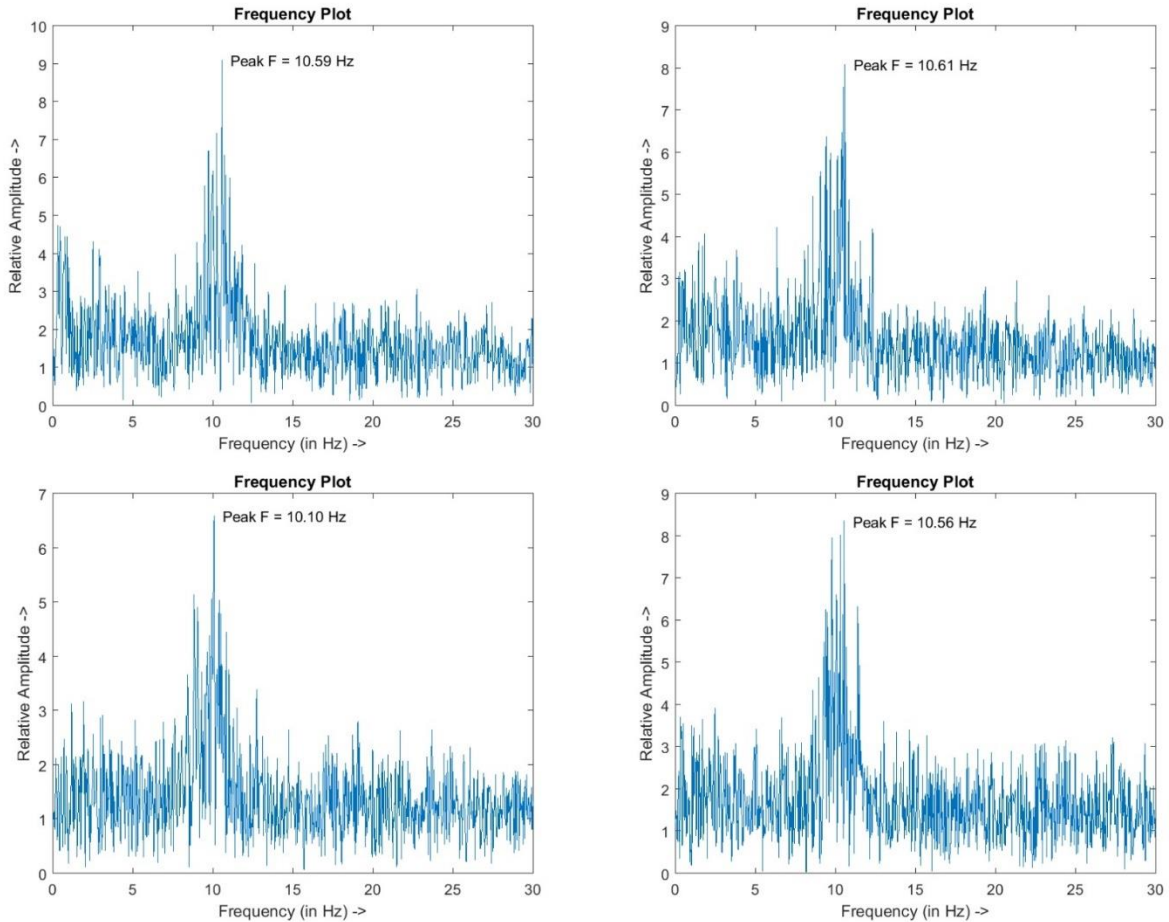 Frequency Plot
10
9
8
7
6
5
4
3
2
1
0
Relative Amplitude ->
Peak F = 10.59 Hz
0 5 10 15 20 25 30
Frequency (in Hz) ->
Frequency Plot
9
8
7
6
5
4
3
2
1
0
Relative Amplitude ->
Peak F = 10.61 Hz
0 5 10 15 20 25 30
Frequency (in Hz) ->
Frequency Plot
7
6
5
4
3
2
1
0
Relative Amplitude ->
Peak F = 10.10 Hz
0 5 10 15 20 25 30
Frequency (in Hz) ->
Frequency Plot
9
8
7
6
5
4
3
2
1
0
Relative Amplitude ->
Peak F = 10.56 Hz
0 5 10 15 20 25 30
Frequency (in Hz) ->